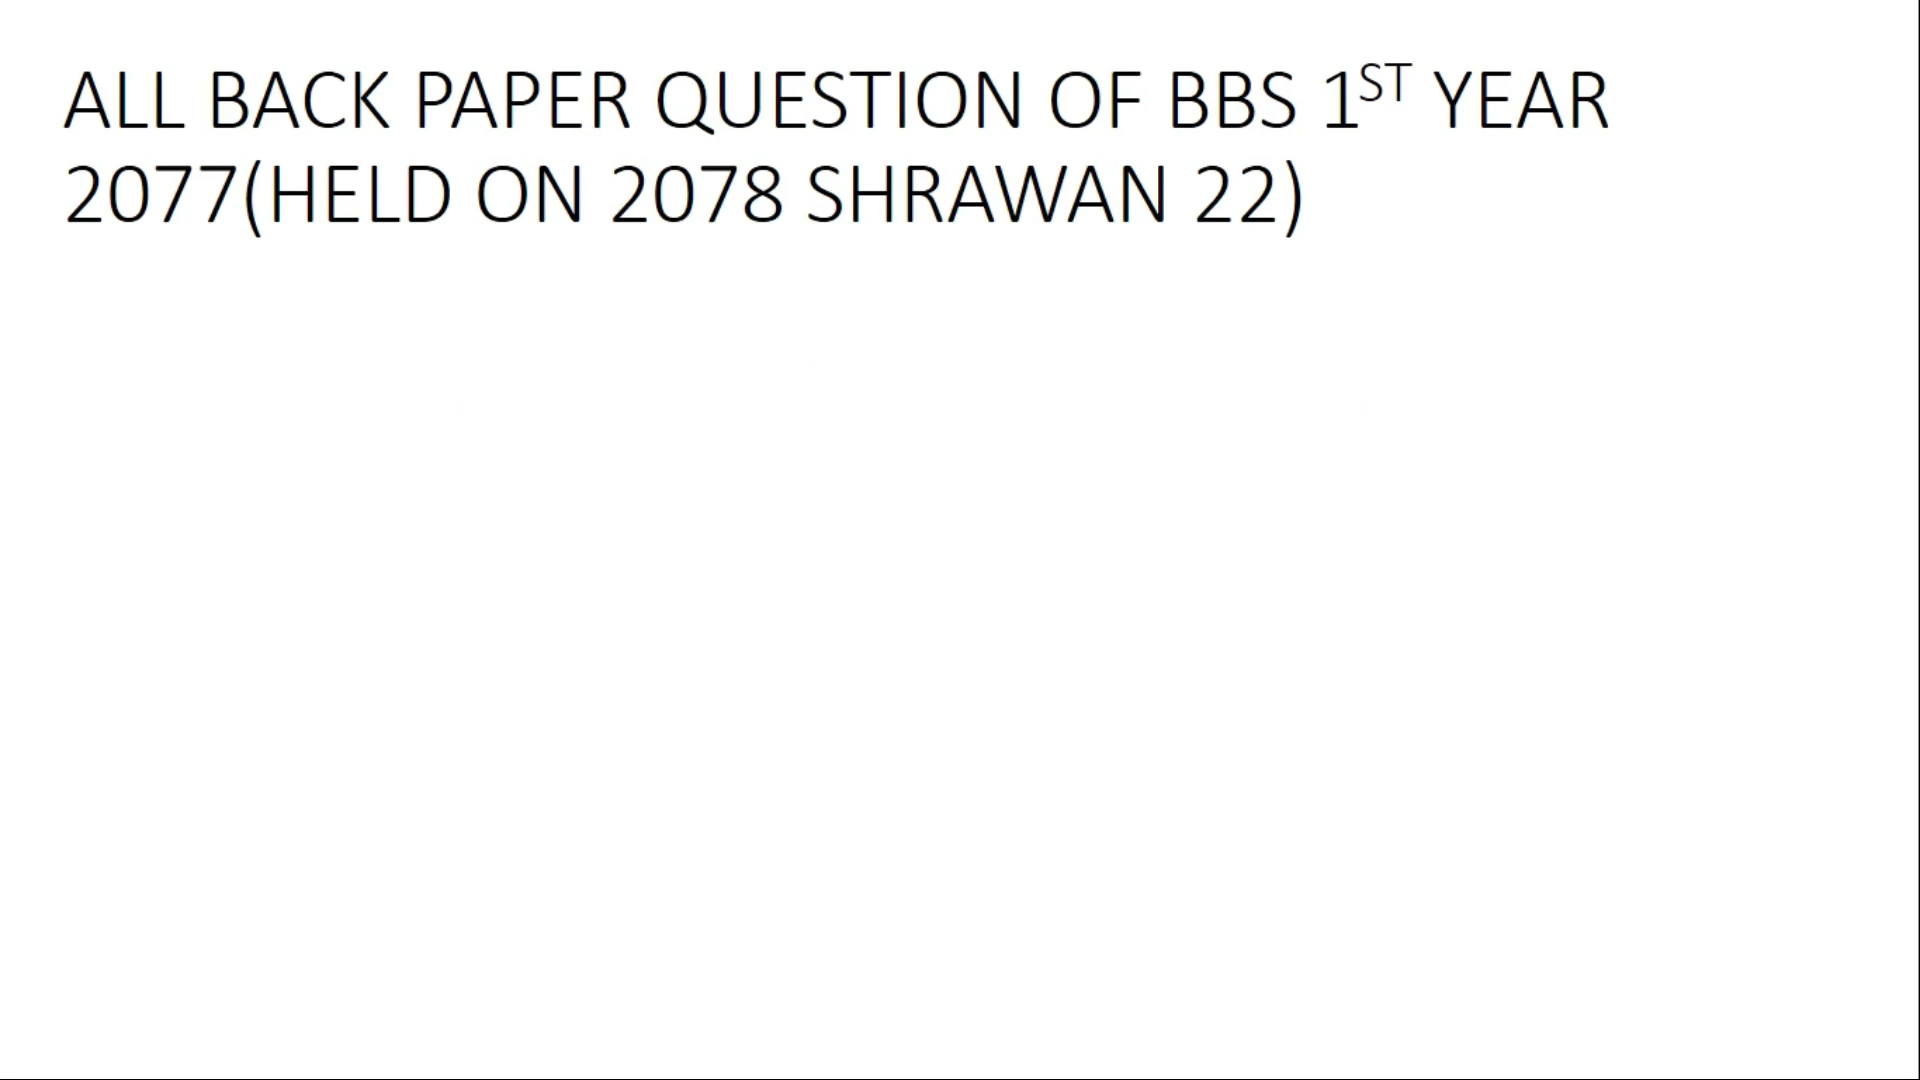 ALL BACK PAPER QUESTION OF BBS 1ST YEAR
2077(HELD ON 2078 SHRAWAN 22)